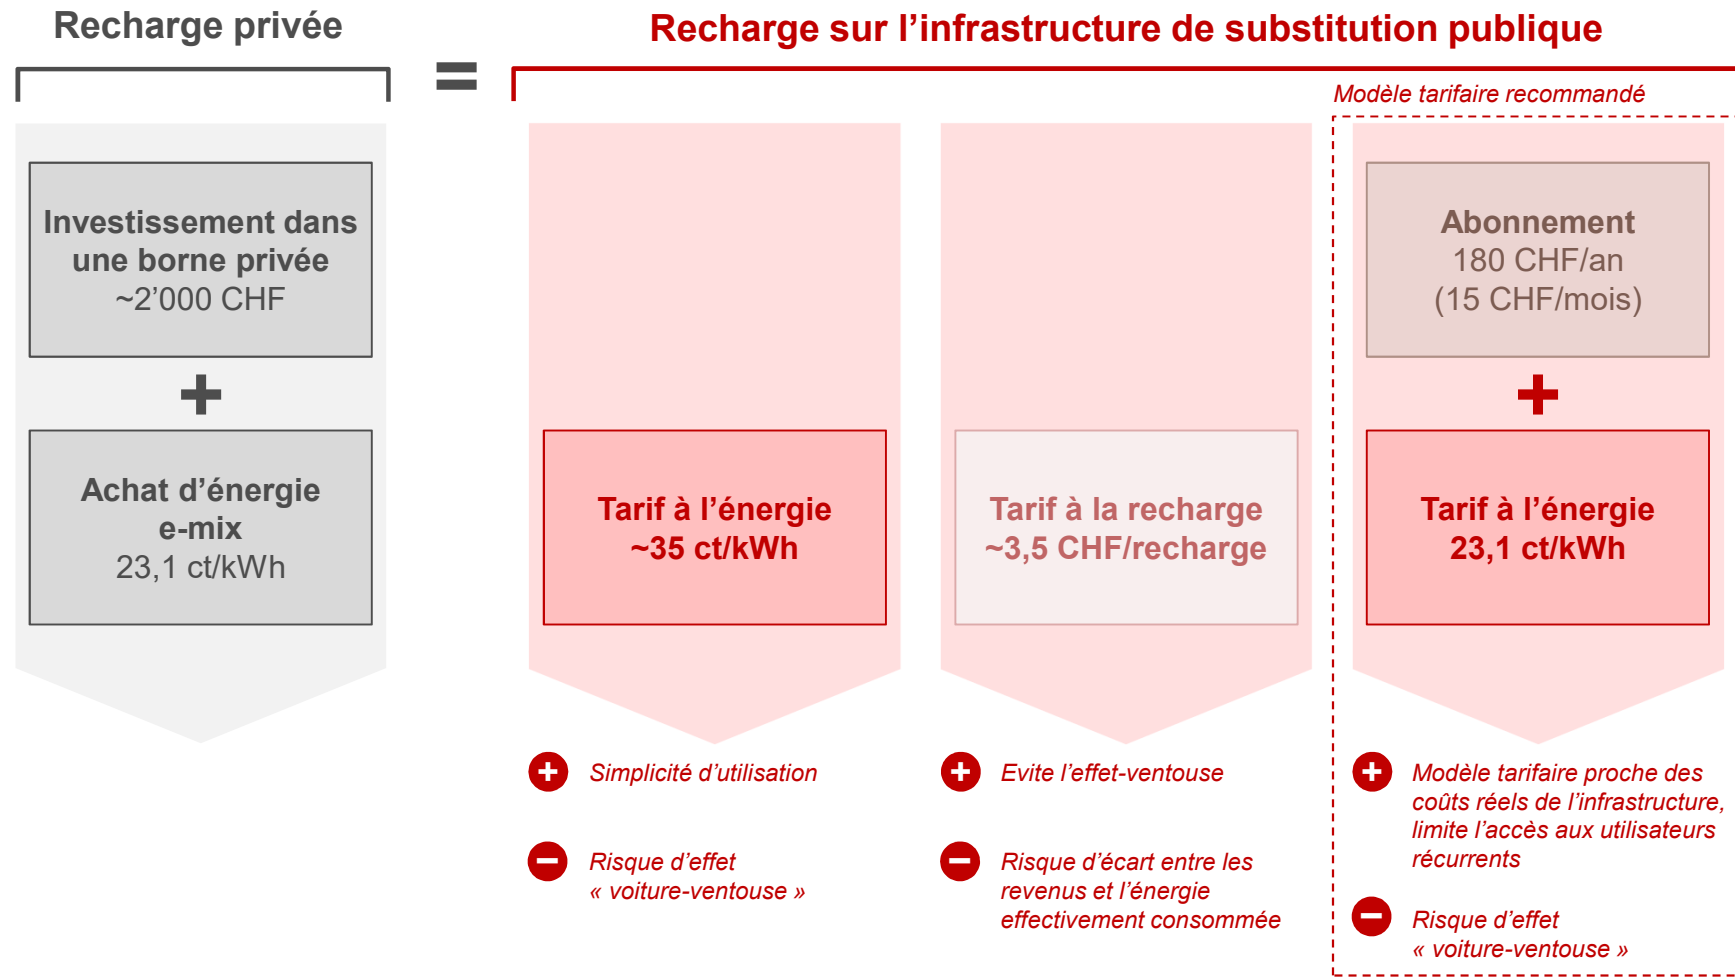 Recharge privée
=
Recharge sur l’infrastructure de substitution publique
Modèle tarifaire recommandé
Investissement dans
une borne privée
~2’000 CHF
+
Achat d’énergie
e-mix
23,1 ct/kWh
Tarif à l’énergie
~35 ct/kWh
+ Simplicité d’utilisation
− Risque d’effet
« voiture-ventouse »
Tarif à la recharge
~3,5 CHF/recharge
+ Evite l’effet-ventouse
− Risque d’écart entre les
revenus et l’énergie
effectivement consommée
Abonnement
180 CHF/an
(15 CHF/mois)
+
Tarif à l’énergie
23,1 ct/kWh
+ Modèle tarifaire proche des
coûts réels de l’infrastructure,
limite l’accès aux utilisateurs
récurrents
− Risque d’effet
« voiture-ventouse »